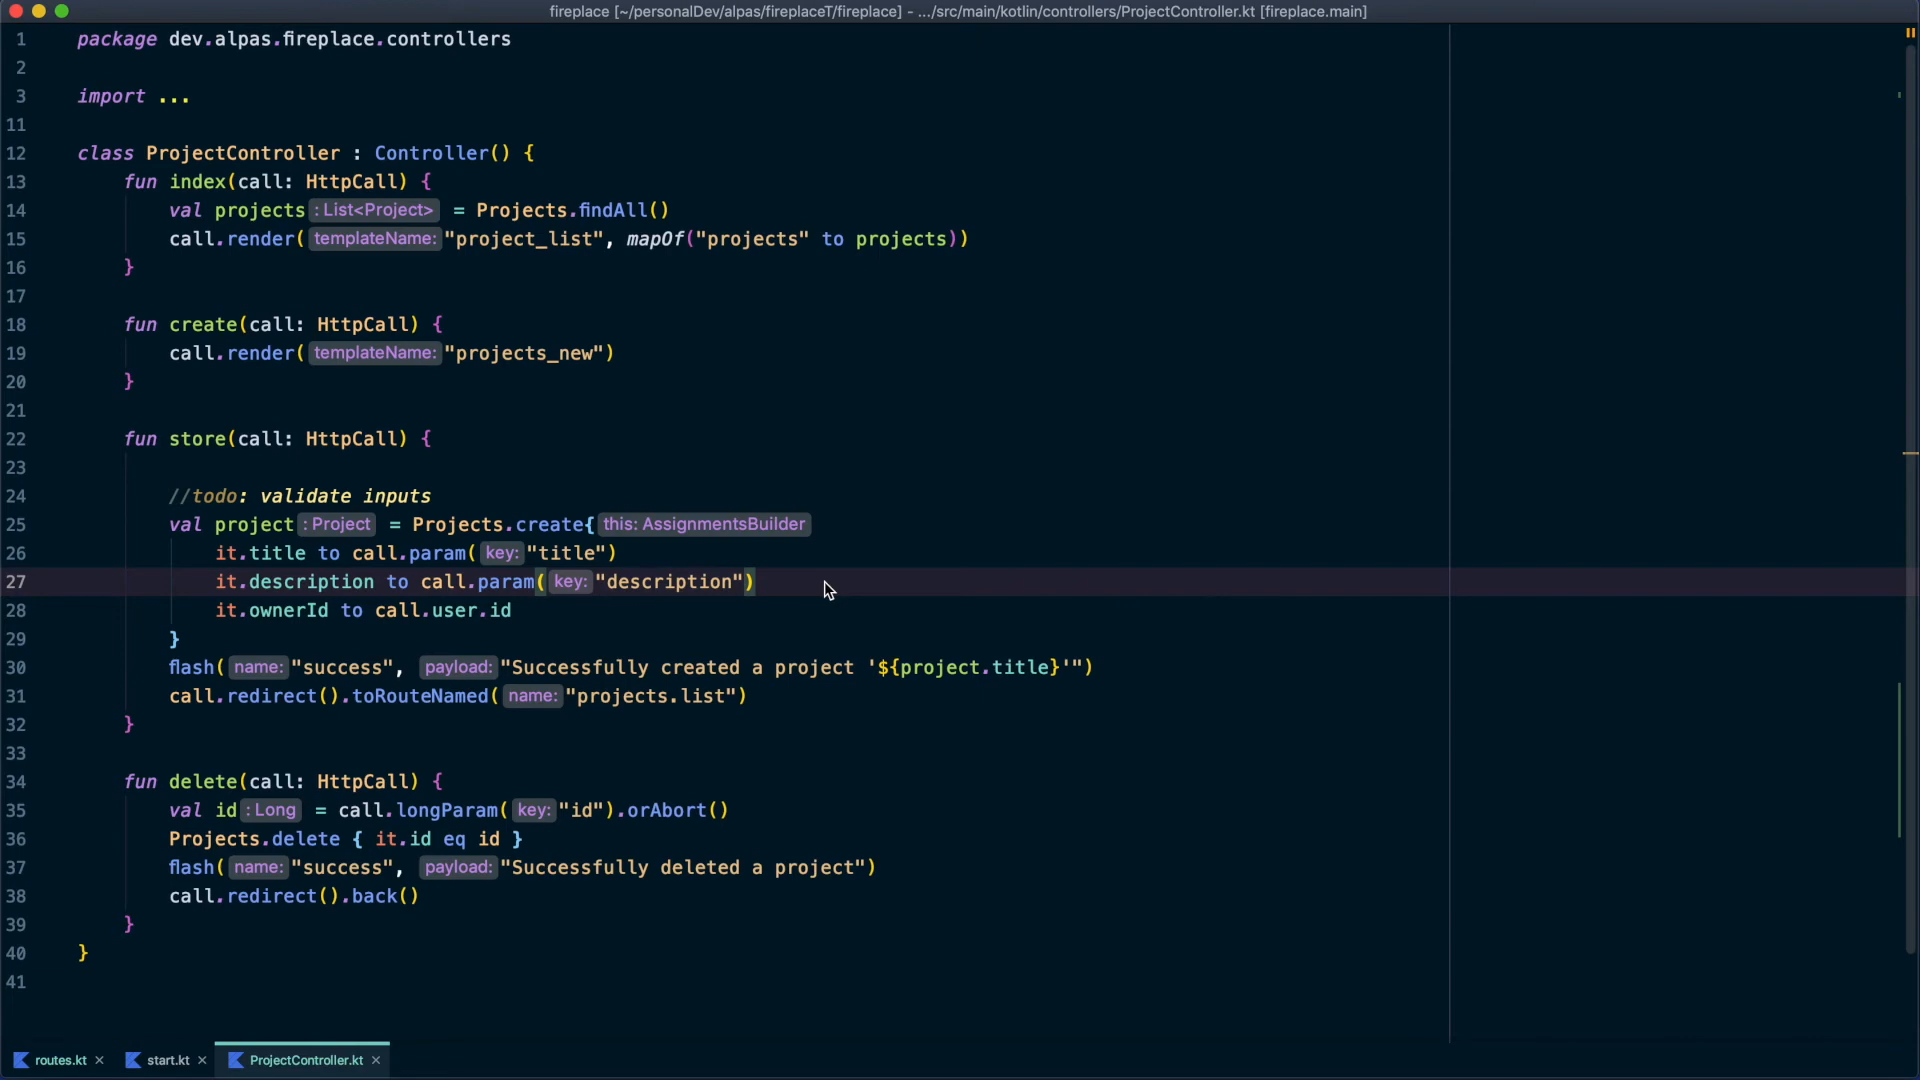 fireplace [~/personalDev/alpas/fireplaceT/fireplace] - .../src/main/kotlin/controllers/ProjectController.kt [fireplace.main]
1 package dev.alpas.fireplace.controllers
2
3 import ...
11
12 class ProjectController : Controller() {
13 fun index(call: HttpCall) {
14 val projects : List<Project> = Projects.findAll()
15 call.render( templateName: "project_list", mapOf("projects" to projects))
16 }
17
18 fun create(call: HttpCall) {
19 call.render( templateName: "projects_new")
20 }
21
22 fun store(call: HttpCall) {
23
24 //todo: validate inputs
25 val project : Project = Projects.create{ this: AssignmentsBuilder
26 it.title to call.param( key: "title")
27 it.description to call.param( key: "description")
28 it.ownerId to call.user.id
29 }
30 flash( name: "success", payload: "Successfully created a project '${project.title}'")
31 call.redirect().toRouteNamed( name: "projects.list")
32 }
33
34 fun delete(call: HttpCall) {
35 val id : Long = call.longParam( key: "id").orAbort()
36 Projects.delete { it.id eq id }
37 flash( name: "success", payload: "Successfully deleted a project")
38 call.redirect().back()
39 }
40 }
41
routes.kt × start.kt × ProjectController.kt ×